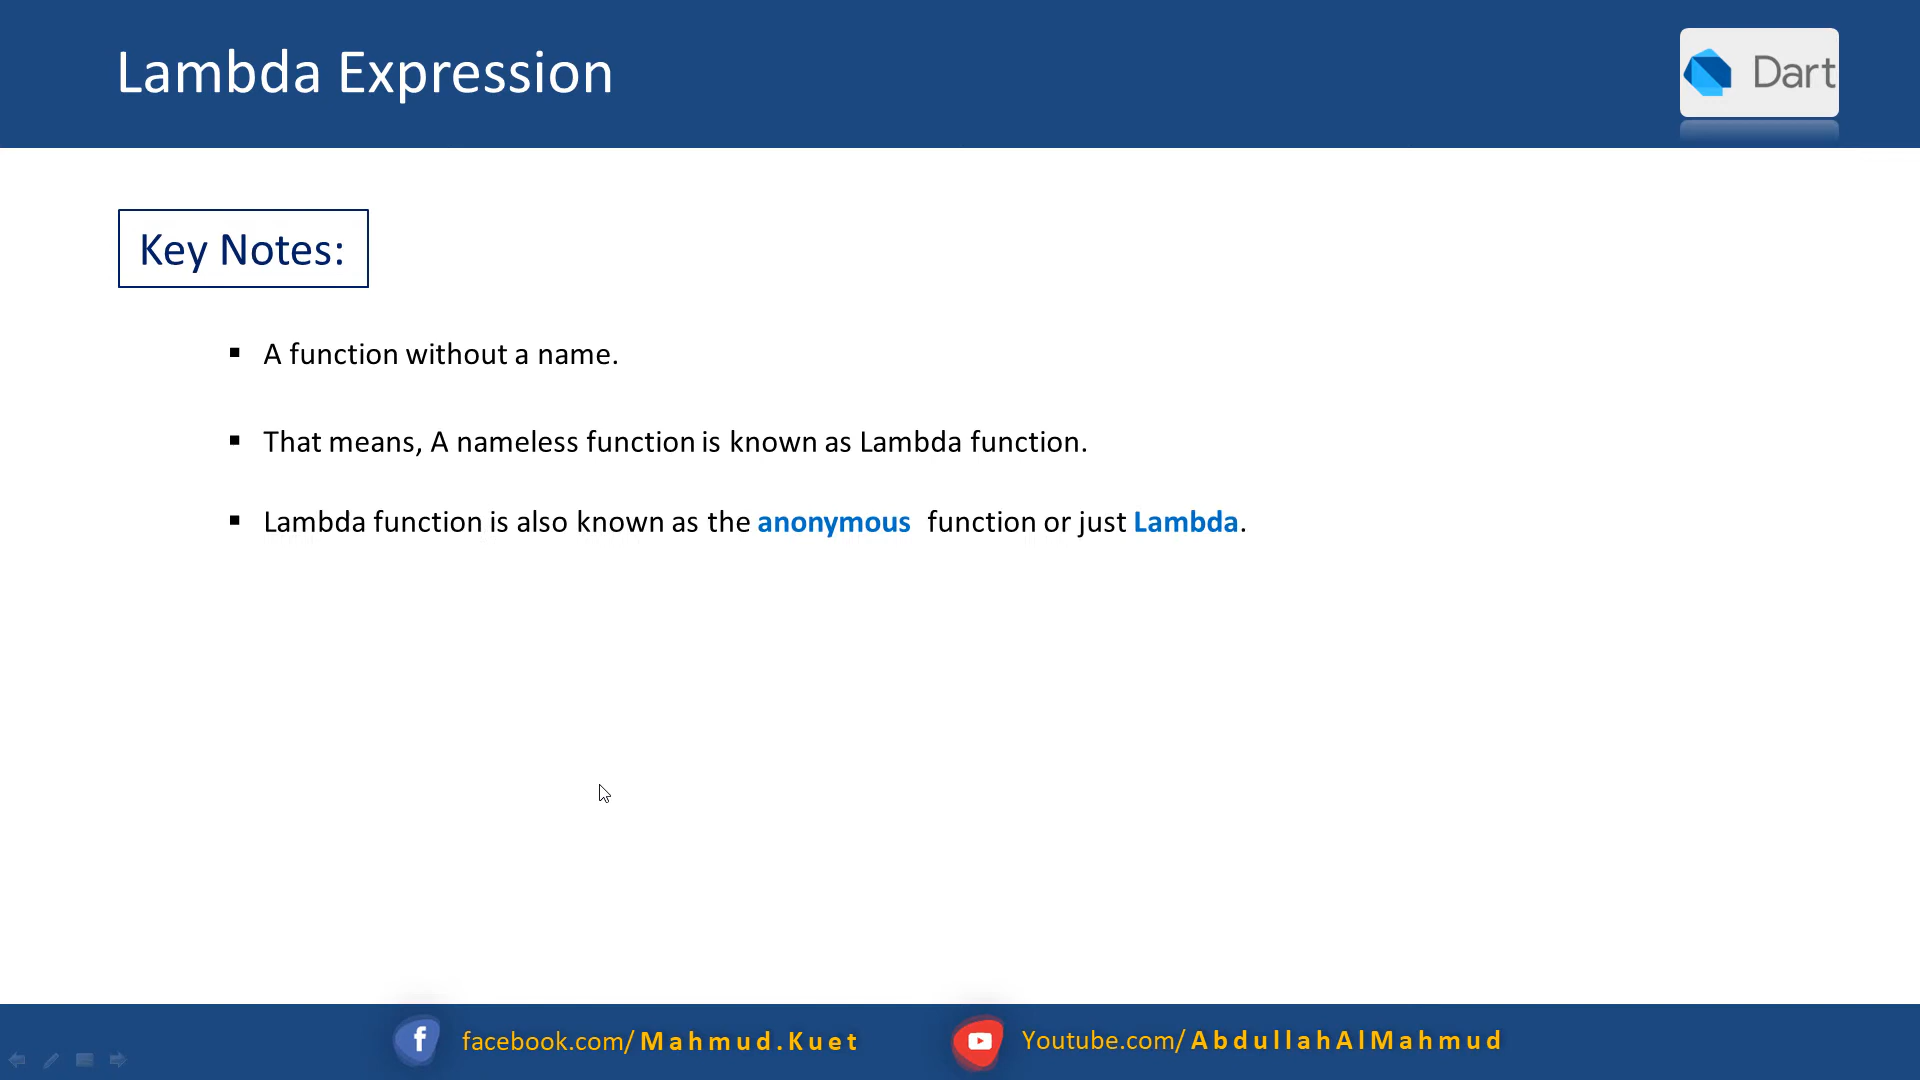 Lambda Expression
Dart
Key Notes:
▪ A function without a name.
▪ That means, A nameless function is known as Lambda function.
▪ Lambda function is also known as the anonymous function or just Lambda.
facebook.com/Mahmud.Kuet
Youtube.com/AbdullahAlMahmud